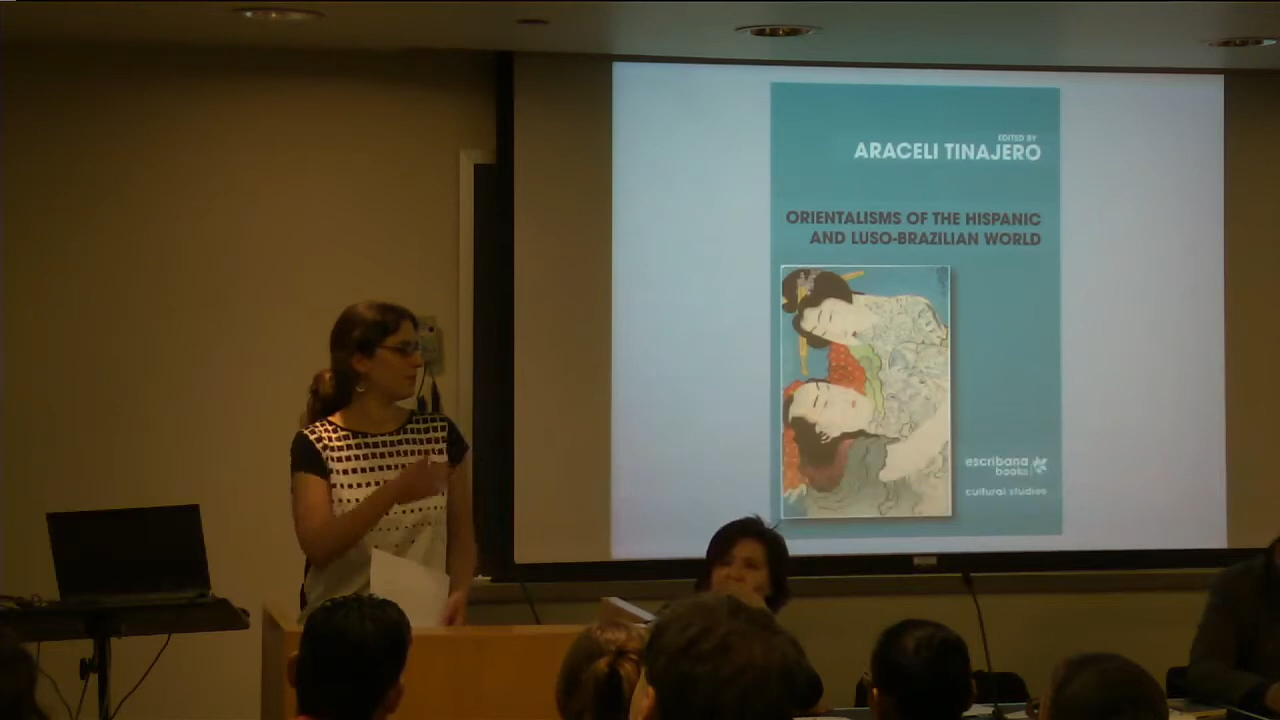 EDITED BY
ARACELI TINAJERO
ORIENTALISMS OF THE HISPANIC
AND LUSO-BRAZILIAN WORLD
escribana
books
cultural studies